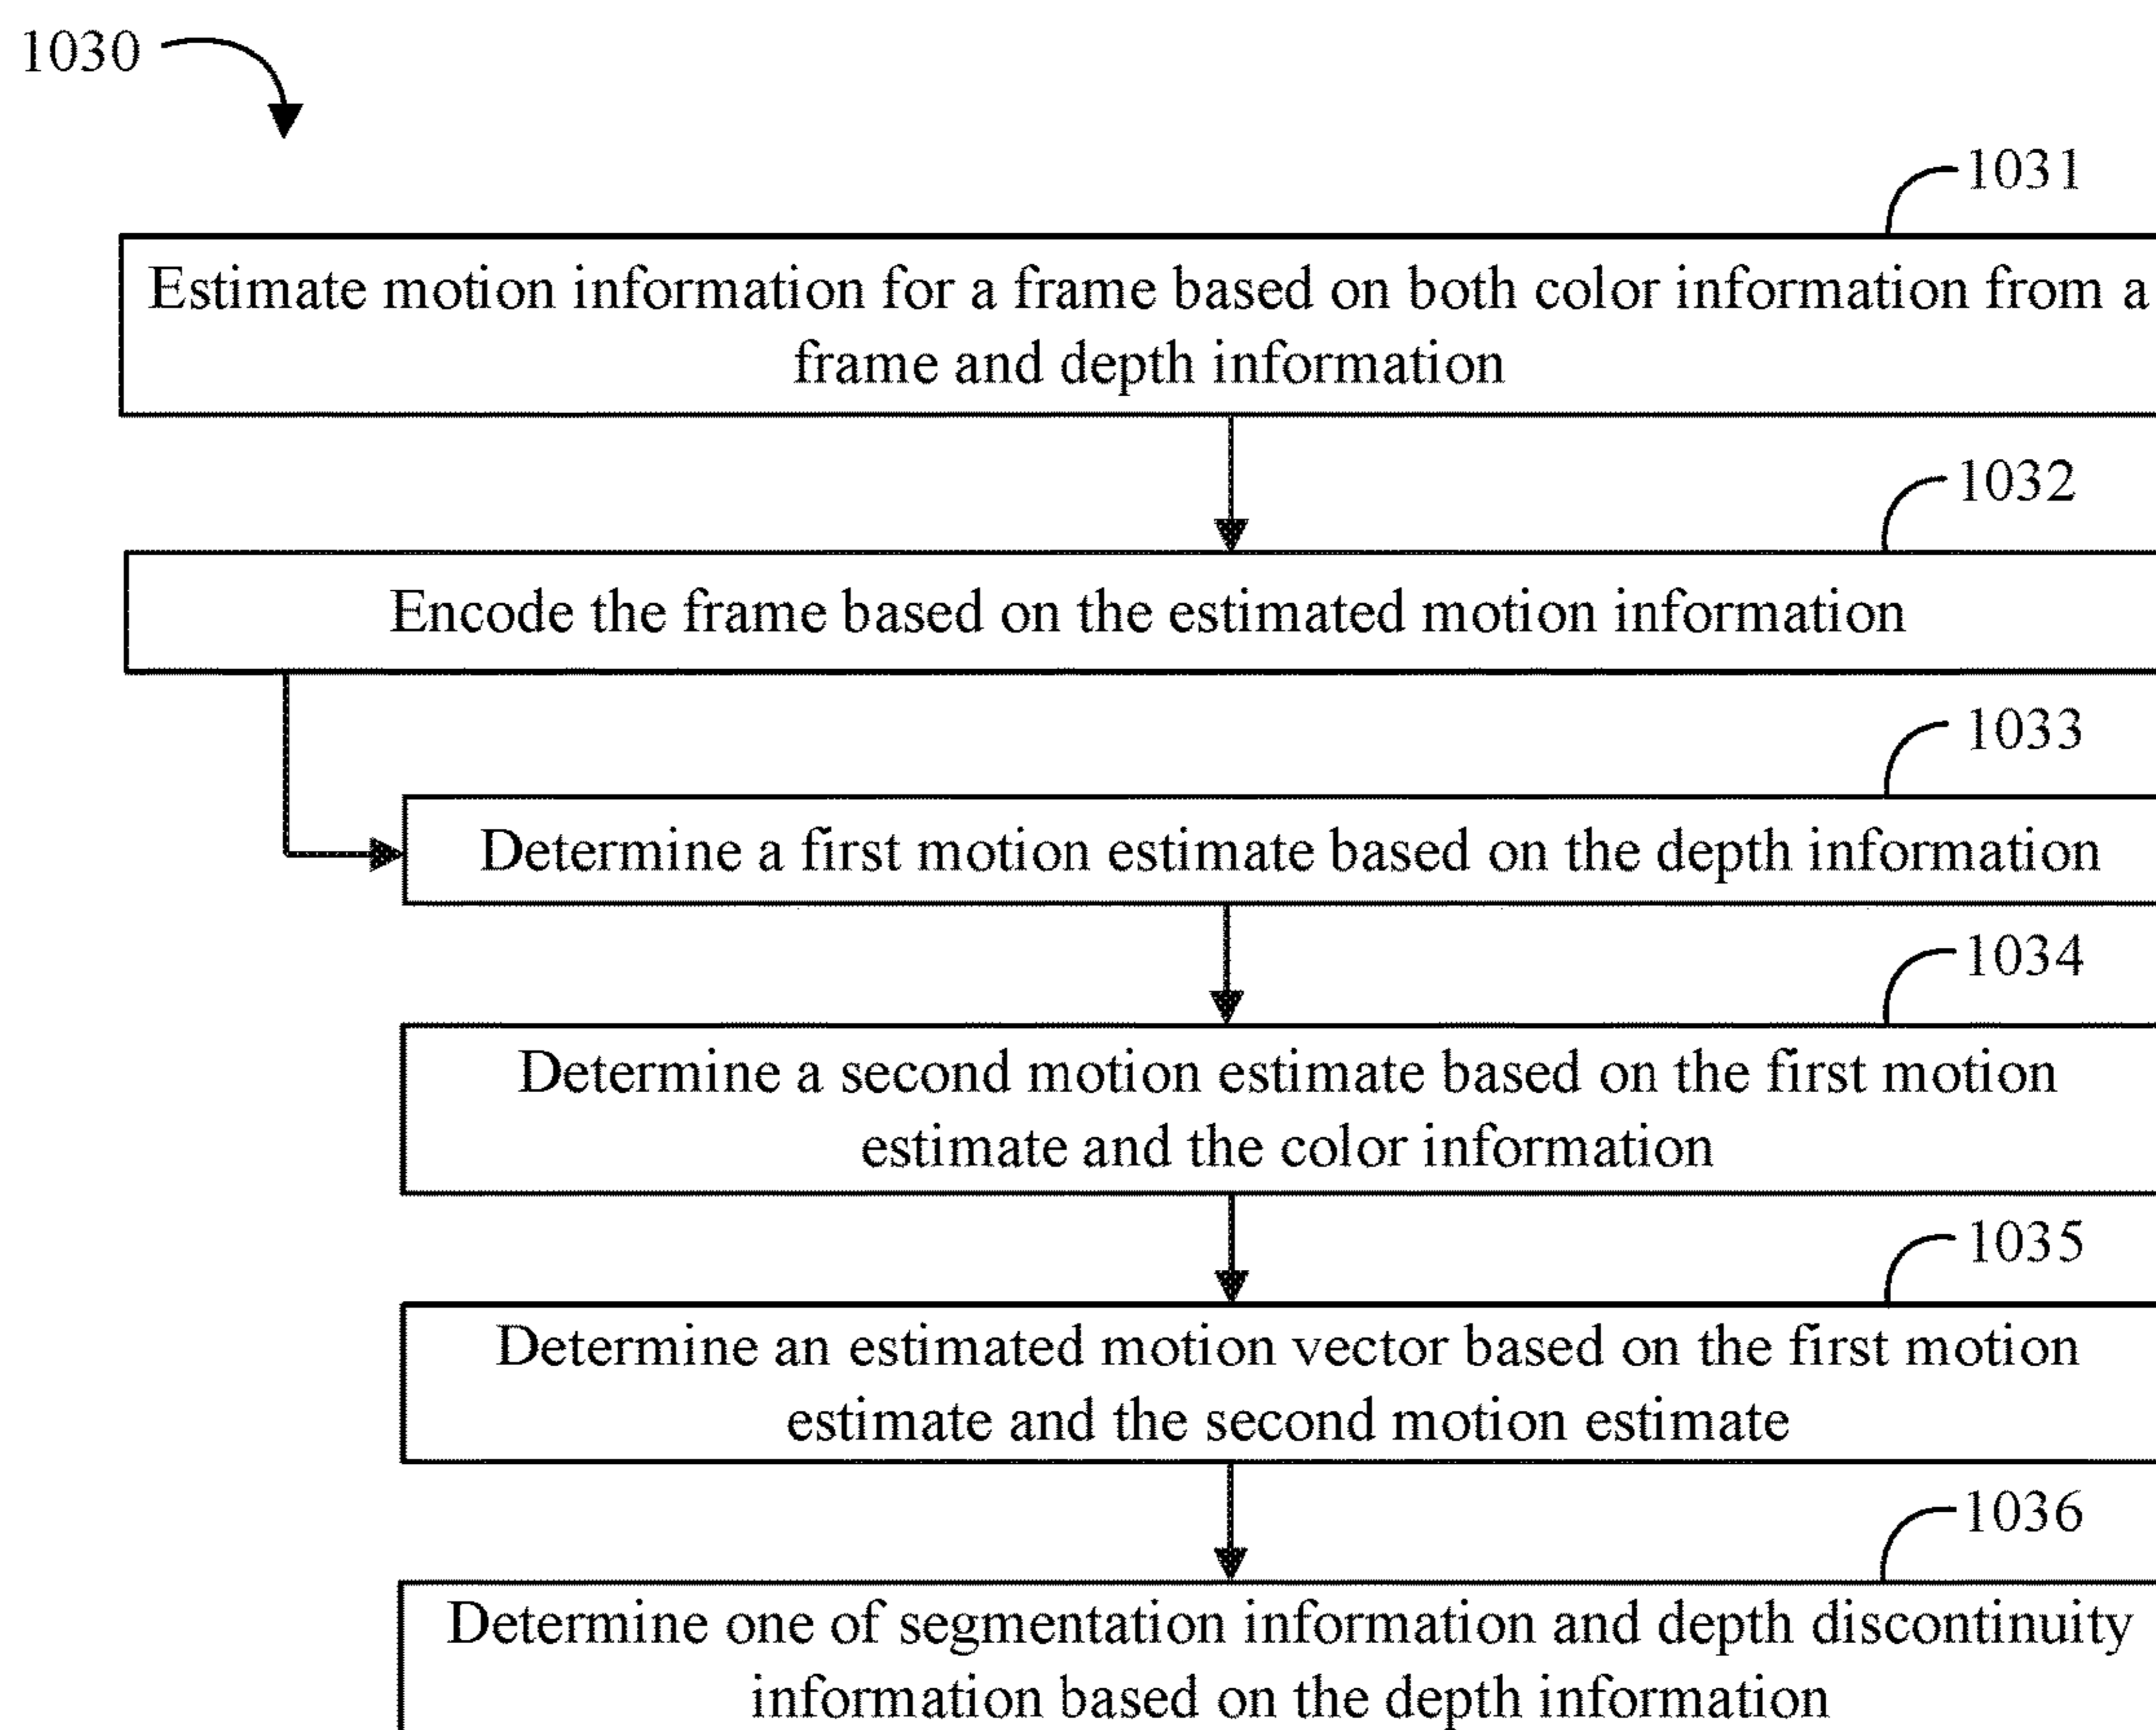 1030
1031
Estimate motion information for a frame based on both color information from a
frame and depth information
1032
Encode the frame based on the estimated motion information
1033
Determine a first motion estimate based on the depth information
1034
Determine a second motion estimate based on the first motion
estimate and the color information
1035
Determine an estimated motion vector based on the first motion
estimate and the second motion estimate
1036
Determine one of segmentation information and depth discontinuity
information based on the depth information